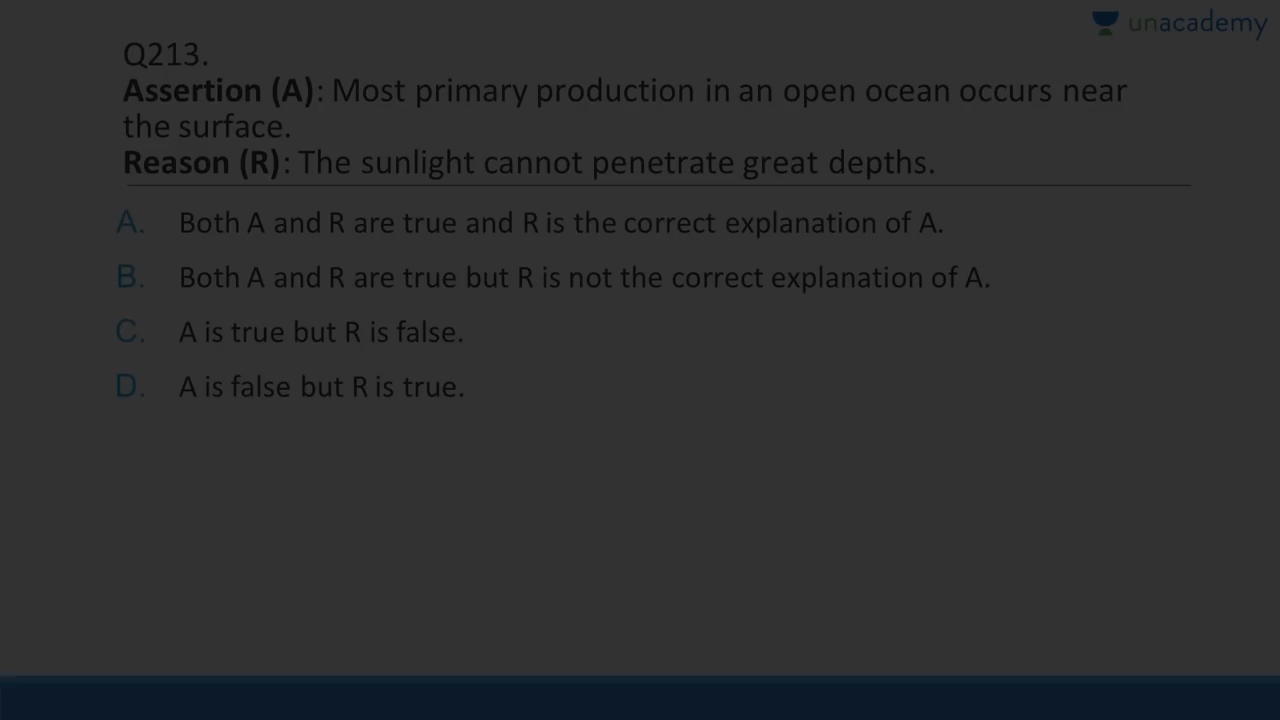 unacademy
Q213.
Assertion (A): Most primary production in an open ocean occurs near
the surface.
Reason (R): The sunlight cannot penetrate great depths.
A. Both A and R are true and R is the correct explanation of A.
B. Both A and R are true but R is not the correct explanation of A.
C. A is true but R is false.
D. A is false but R is true.